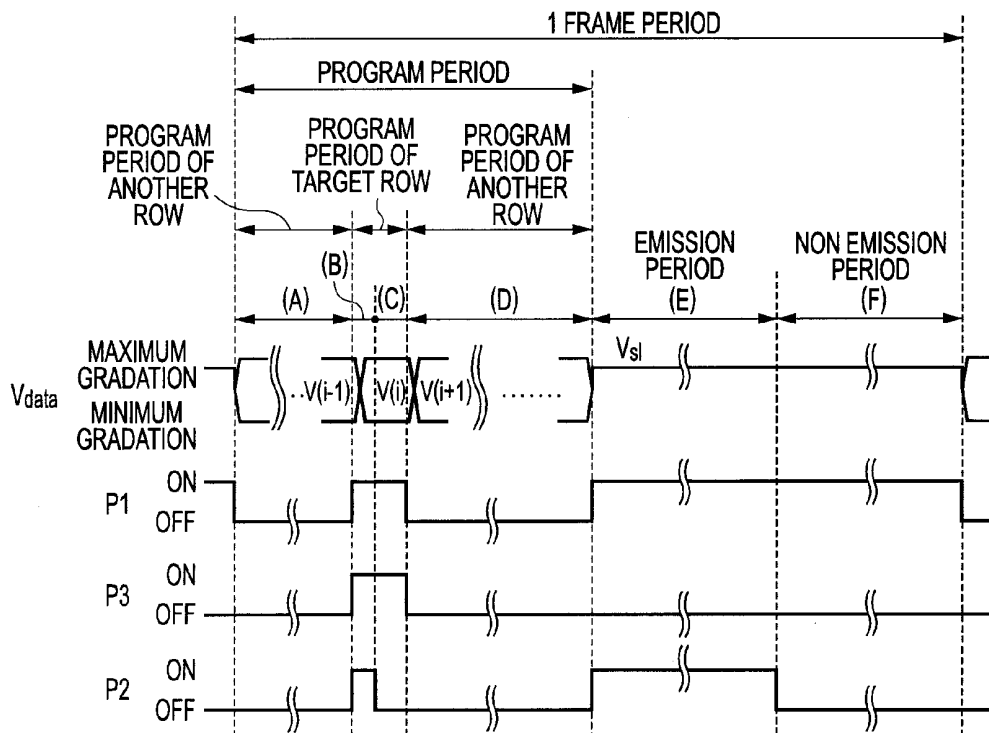 1 FRAME PERIOD
PROGRAM PERIOD
PROGRAM
PERIOD OF
ANOTHER
ROW
PROGRAM
PERIOD OF
TARGET ROW
PROGRAM
PERIOD OF
ANOTHER
ROW
EMISSION
PERIOD
(E)
NON EMISSION
PERIOD
(F)
(A)
(B)
(C)
(D)
Vdata
MAXIMUM
GRADATION
MINIMUM
GRADATION
..V(i-1)
V(i)
V(i+1)
.......
Vsl
P1
ON
OFF
P3
ON
OFF
P2
ON
OFF